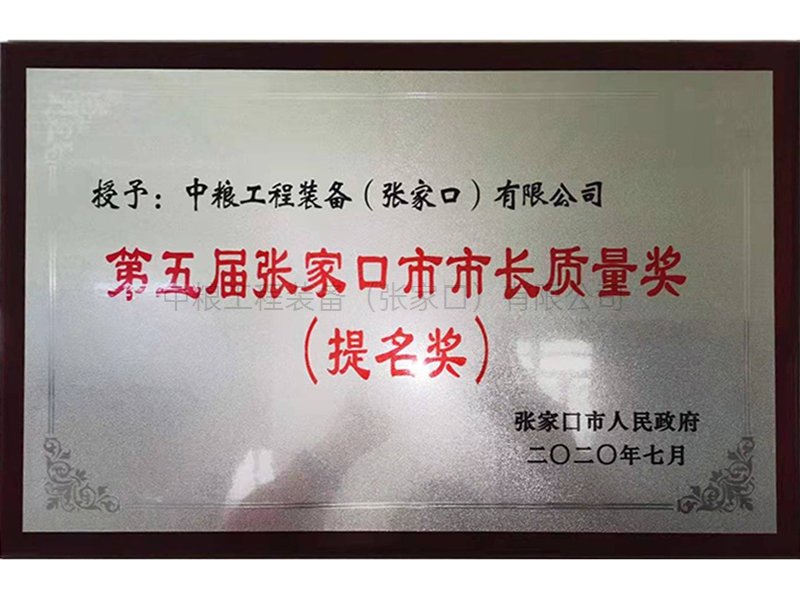 授予：中粮工程装备（张家口）有限公司
第五届张家口市市长质量奖
中粮工程装备（张家口）有限公司
（提名奖）
张家口市人民政府
二〇二〇年七月